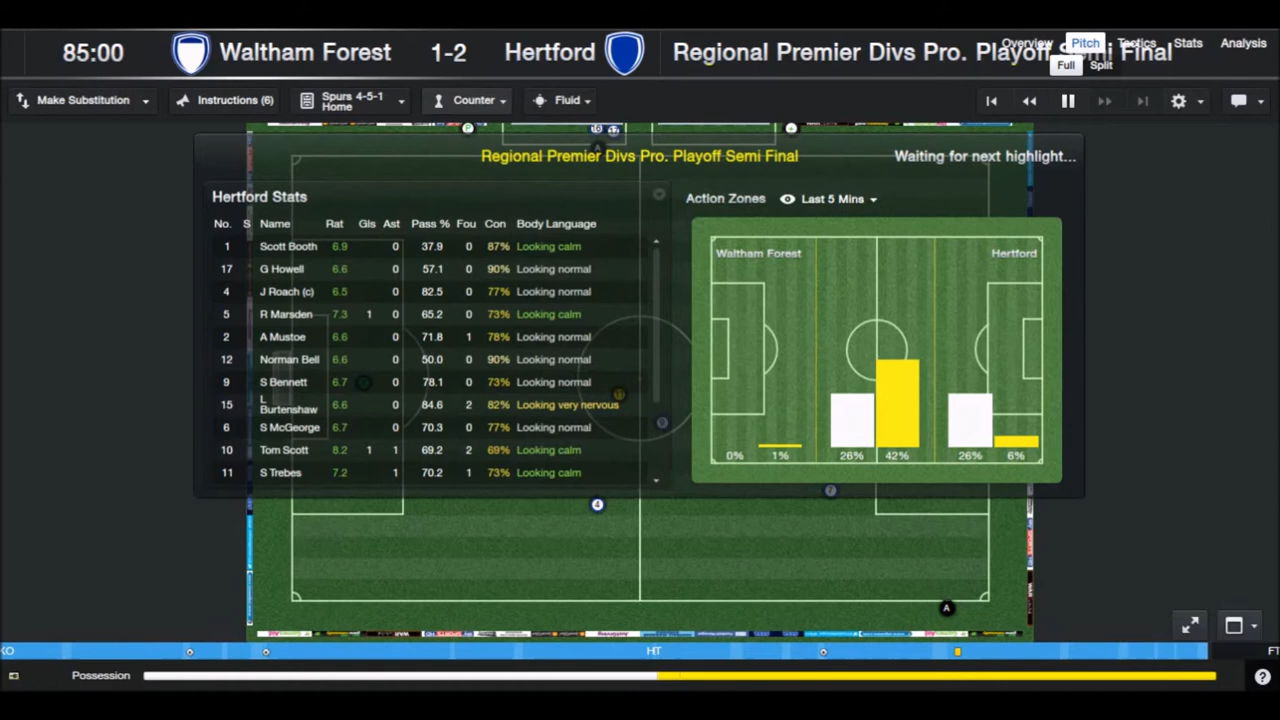 85:00 Waltham Forest 1-2 Hertford Regional Premier Divs Pro. Playoff Semi Final
Overview Pitch Tactics Stats Analysis
Full Split
Make Substitution Instructions (6) Spurs 4-5-1 Home Counter Fluid
P 16 17
A
Regional Premier Divs Pro. Playoff Semi Final Waiting for next highlight...
Hertford Stats Action Zones Last 5 Mins
No. S Name Rat Gls Ast Pass % Fou Con Body Language
1 Scott Booth 6.9 0 37.9 0 87% Looking calm
17 G Howell 6.6 0 57.1 0 90% Looking normal
4 J Roach (c) 6.5 0 82.5 0 77% Looking normal
5 R Marsden 7.3 1 0 65.2 0 73% Looking calm
2 A Mustoe 6.6 0 71.8 1 78% Looking normal
12 Norman Bell 6.6 0 50.0 0 90% Looking normal
9 S Bennett 6.7 0 78.1 0 73% Looking normal
15 L Burtenshaw 6.6 0 84.6 2 82% Looking very nervous
6 S McGeorge 6.7 0 70.3 0 77% Looking normal
10 Tom Scott 8.2 1 1 69.2 2 69% Looking calm
11 S Trebes 7.2 1 70.2 1 73% Looking calm
Waltham Forest Hertford
0% 1% 26% 42% 26% 6%
7
4
A
KO HT FT
Possession ?